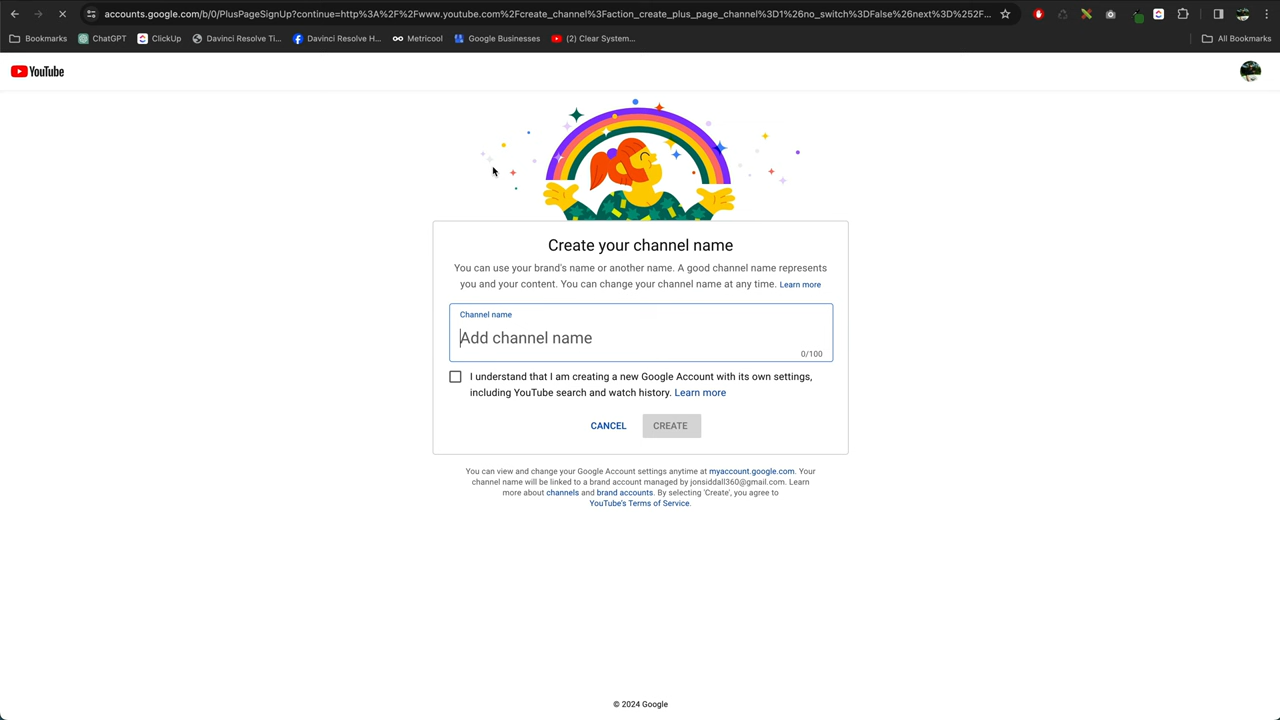 accounts.google.com/b/0/PlusPageSignUp?continue=http%3A%2F%2Fwww.youtube.com%2Fcreate_channel%3Faction_create_plus_page_channel%3D1%26no_switch%3DFalse%26next%3D%252F...
Bookmarks ChatGPT ClickUp Davinci Resolve Ti... Davinci Resolve H... Metricool Google Businesses (2) Clear System... All Bookmarks
YouTube
Create your channel name
You can use your brand's name or another name. A good channel name represents
you and your content. You can change your channel name at any time. Learn more
Channel name
Add channel name
0/100
I understand that I am creating a new Google Account with its own settings,
including YouTube search and watch history. Learn more
CANCEL CREATE
You can view and change your Google Account settings anytime at myaccount.google.com. Your
channel name will be linked to a brand account managed by jonsiddall360@gmail.com. Learn
more about channels and brand accounts. By selecting 'Create', you agree to
YouTube's Terms of Service.
© 2024 Google